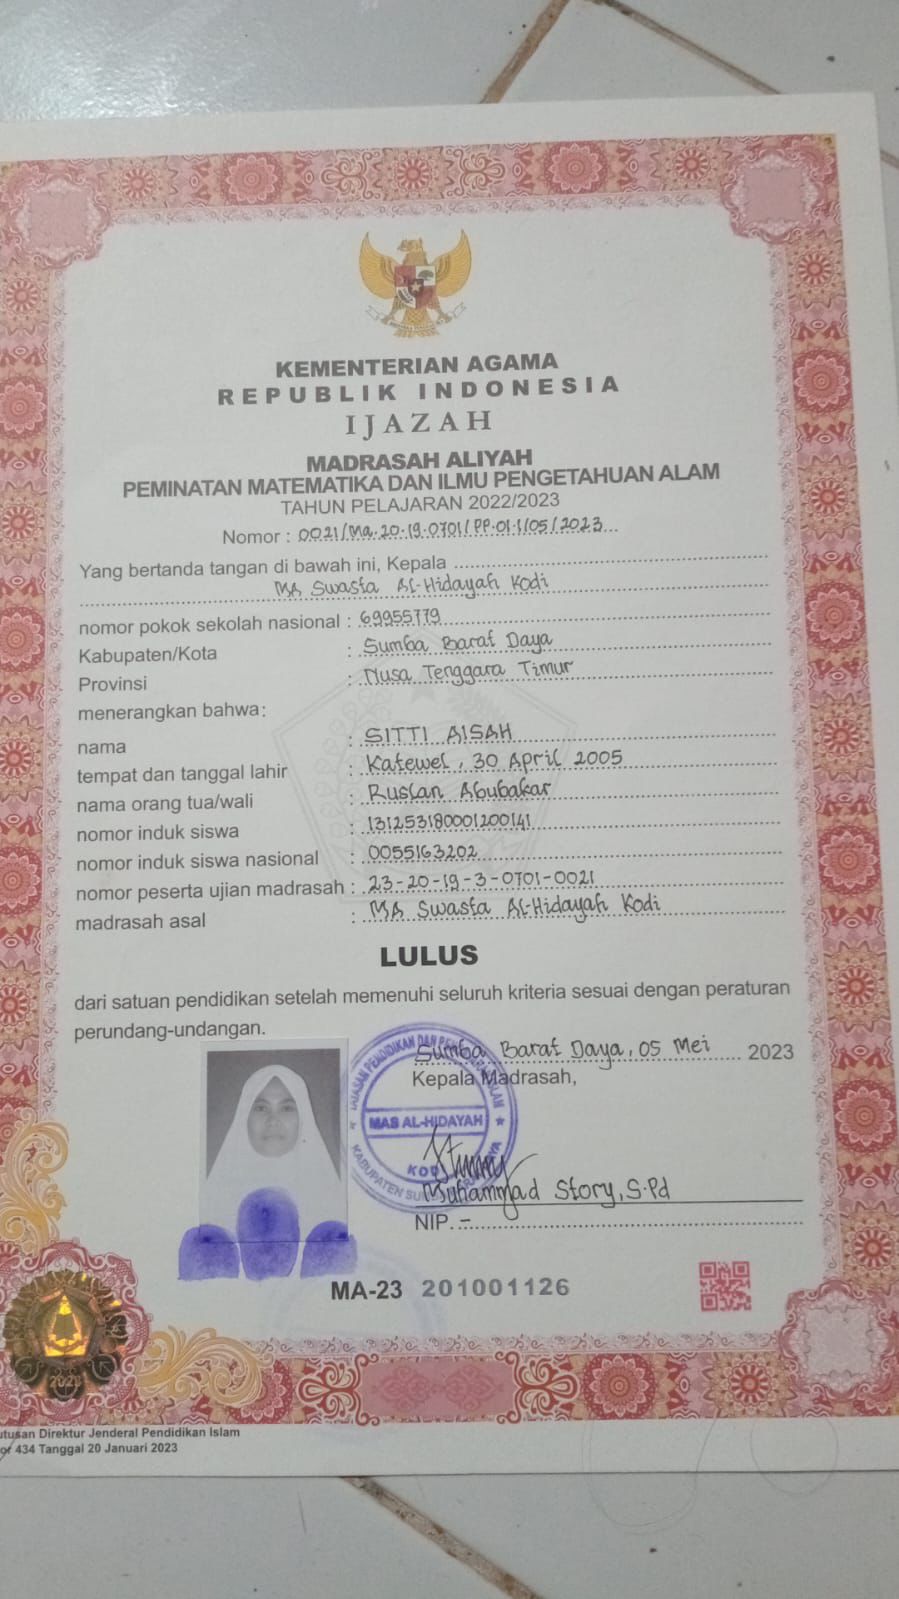 KEMENTERIAN AGAMA
REPUBLIK INDONESIA
IJAZAH
MADRASAH ALIYAH
PEMINATAN MATEMATIKA DAN ILMU PENGETAHUAN ALAM
TAHUN PELAJARAN 2022/2023
Nomor : 0021/Ma.20-19.0701/PP.01.1/05/2023
Yang bertanda tangan di bawah ini, Kepala
MA Swasta Al-Hidayah Kodi
nomor pokok sekolah nasional : 69955779
Kabupaten/Kota : Sumba Barat Daya
Provinsi : Nusa Tenggara Timur
menerangkan bahwa:
nama : SITTI AISAH
tempat dan tanggal lahir : Katewel, 30 April 2005
nama orang tua/wali : Ruslan Abubakar
nomor induk siswa : 131253180001200141
nomor induk siswa nasional : 0055163202
nomor peserta ujian madrasah : 23-20-19-3-0701-0021
madrasah asal : MA Swasta Al-Hidayah Kodi
LULUS
dari satuan pendidikan setelah memenuhi seluruh kriteria sesuai dengan peraturan
perundang-undangan.
Sumba Barat Daya, 05 Mei 2023
Kepala Madrasah,
MAS AL-HIDAYAH
KODI
Muhammad Story, S.Pd
NIP. -
MA-23 201001126
2023
Direktur Jenderal Pendidikan Islam
434 Tanggal 20 Januari 2023